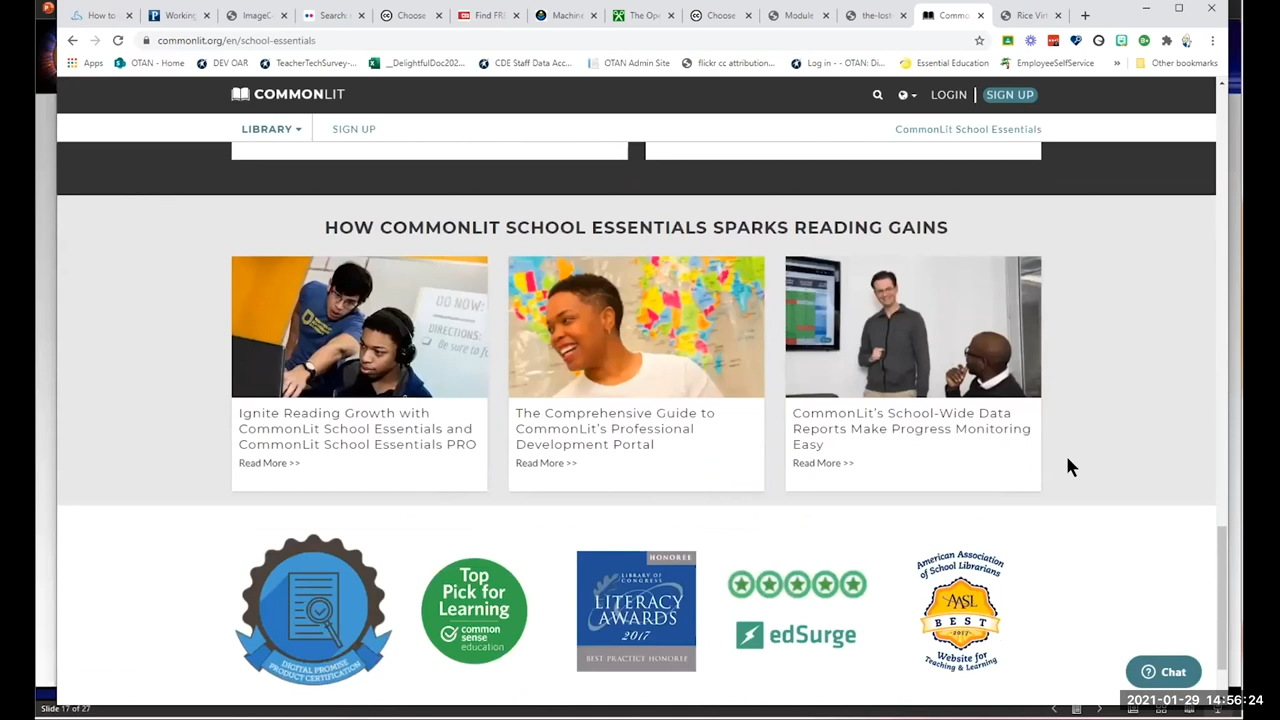 How to
Working
ImageC
Search
Choose
Find FRE
Machine
The Ope
Choose
Module
the-lost
Commo
Rice Virt
commonlit.org/en/school-essentials
Apps
OTAN - Home
DEV OAR
TeacherTechSurvey-...
_DelightfulDoc202...
CDE Staff Data Acc...
OTAN Admin Site
flickr cc attribution...
Log in ‹ OTAN: Di...
Essential Education
EmployeeSelfService
»
Other bookmarks
COMMONLIT
LOGIN | SIGN UP
LIBRARY
SIGN UP
CommonLit School Essentials
HOW COMMONLIT SCHOOL ESSENTIALS SPARKS READING GAINS
DO NOW:
DIRECTIONS:
Be sure to
Ignite Reading Growth with
CommonLit School Essentials and
CommonLit School Essentials PRO
Read More >>
The Comprehensive Guide to
CommonLit's Professional
Development Portal
Read More >>
CommonLit's School-Wide Data
Reports Make Progress Monitoring
Easy
Read More >>
DIGITAL PROMISE
PRODUCT CERTIFICATION
Top
Pick for
Learning
common
sense
education
HONOREE
LIBRARY OF
CONGRESS
LITERACY
AWARDS
2017
BEST PRACTICE HONOREE
edSurge
American Association
of School Librarians
AASL
BEST
2017
Website for
Teaching & Learning
Chat
Slide 17 of 27
2021-01-29 14:56:24